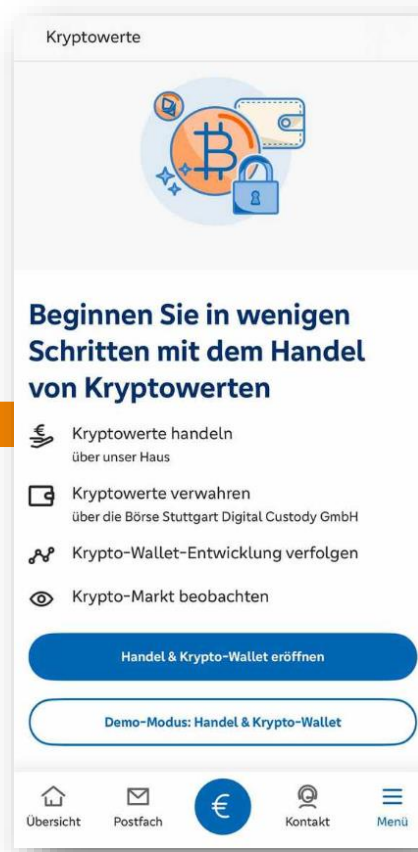 Kryptowerte
Beginnen Sie in wenigen
Schritten mit dem Handel
von Kryptowerten
Kryptowerte handeln
über unser Haus
Kryptowerte verwahren
über die Börse Stuttgart Digital Custody GmbH
Krypto-Wallet-Entwicklung verfolgen
Krypto-Markt beobachten
Handel & Krypto-Wallet eröffnen
Demo-Modus: Handel & Krypto-Wallet
€
Übersicht Postfach Kontakt Menü